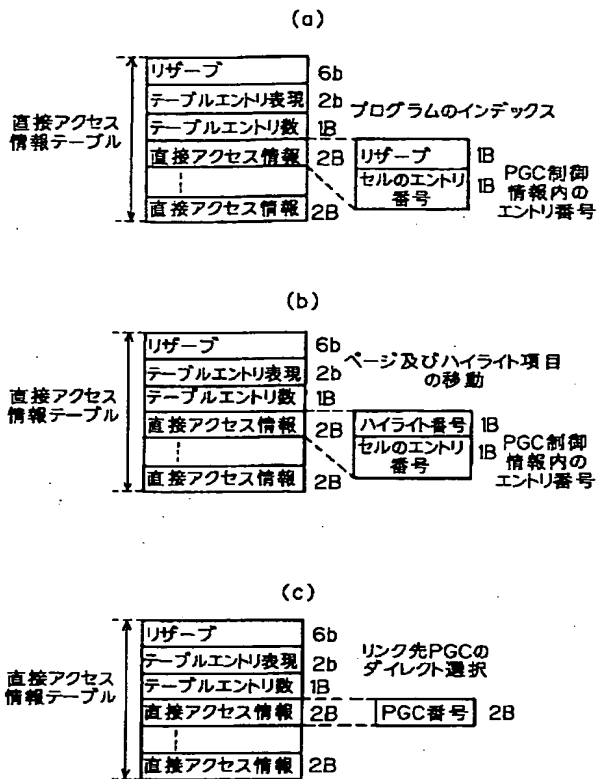 (a)
直接アクセス
情報テーブル
リザーブ 6b
テーブルエントリ表現 2b
テーブルエントリ数 1B
直接アクセス情報 2B
直接アクセス情報 2B
プログラムのインデックス
リザーブ 1B
セルのエントリ
番号
1B
PGC制御
情報内の
エントリ番号
(b)
直接アクセス
情報テーブル
リザーブ 6b
テーブルエントリ表現 2b
テーブルエントリ数 1B
直接アクセス情報 2B
直接アクセス情報 2B
ページ及びハイライト項目
の移動
ハイライト番号 1B
セルのエントリ
番号
1B
PGC制御
情報内の
エントリ番号
(c)
直接アクセス
情報テーブル
リザーブ 6b
テーブルエントリ表現 2b
テーブルエントリ数 1B
直接アクセス情報 2B
直接アクセス情報 2B
リンク先PGCの
ダイレクト選択
PGC番号 2B